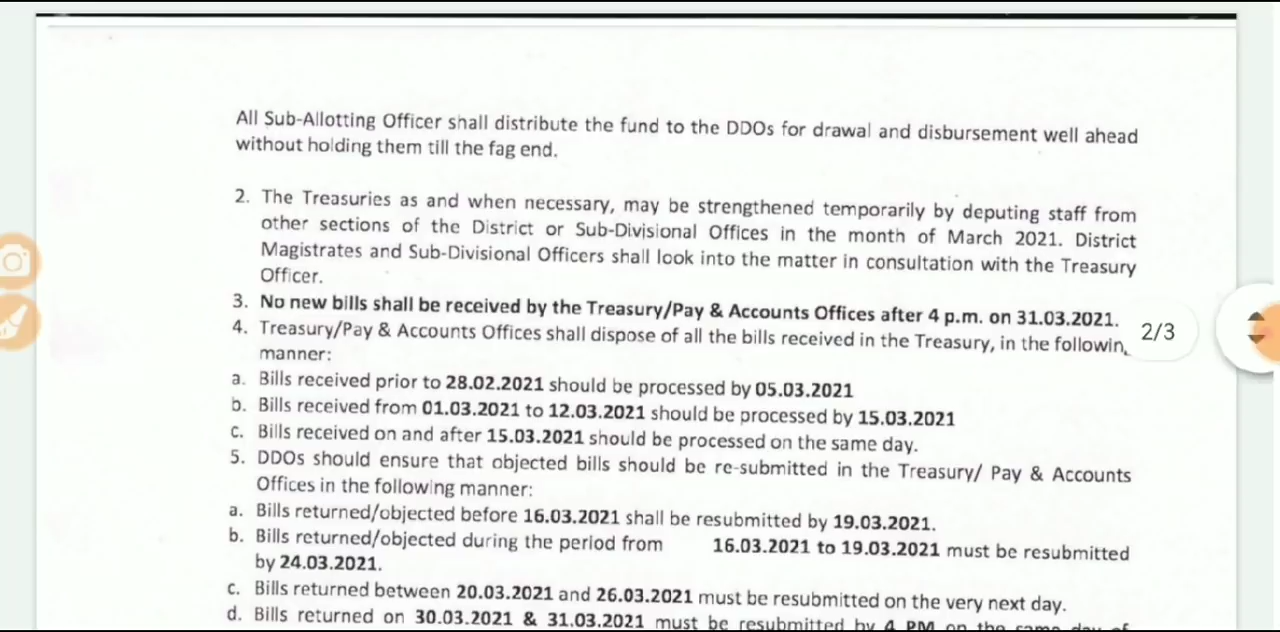 All Sub-Allotting Officer shall distribute the fund to the DDOs for drawal and disbursement well ahead
without holding them till the fag end.
2. The Treasuries as and when necessary, may be strengthened temporarily by deputing staff from
other sections of the District or Sub-Divisional Offices in the month of March 2021. District
Magistrates and Sub-Divisional Officers shall look into the matter in consultation with the Treasury
Officer.
3. No new bills shall be received by the Treasury/Pay & Accounts Offices after 4 p.m. on 31.03.2021.
4. Treasury/Pay & Accounts Offices shall dispose of all the bills received in the Treasury, in the followin
manner:
2/3
a. Bills received prior to 28.02.2021 should be processed by 05.03.2021
b. Bills received from 01.03.2021 to 12.03.2021 should be processed by 15.03.2021
c. Bills received on and after 15.03.2021 should be processed on the same day.
5. DDOs should ensure that objected bills should be re-submitted in the Treasury/ Pay & Accounts
Offices in the following manner:
a. Bills returned/objected before 16.03.2021 shall be resubmitted by 19.03.2021.
b. Bills returned/objected during the period from 16.03.2021 to 19.03.2021 must be resubmitted
by 24.03.2021.
c. Bills returned between 20.03.2021 and 26.03.2021 must be resubmitted on the very next day.
d. Bills returned on 30.03.2021 & 31.03.2021 must be resubmitted by 4 PM on the same day of